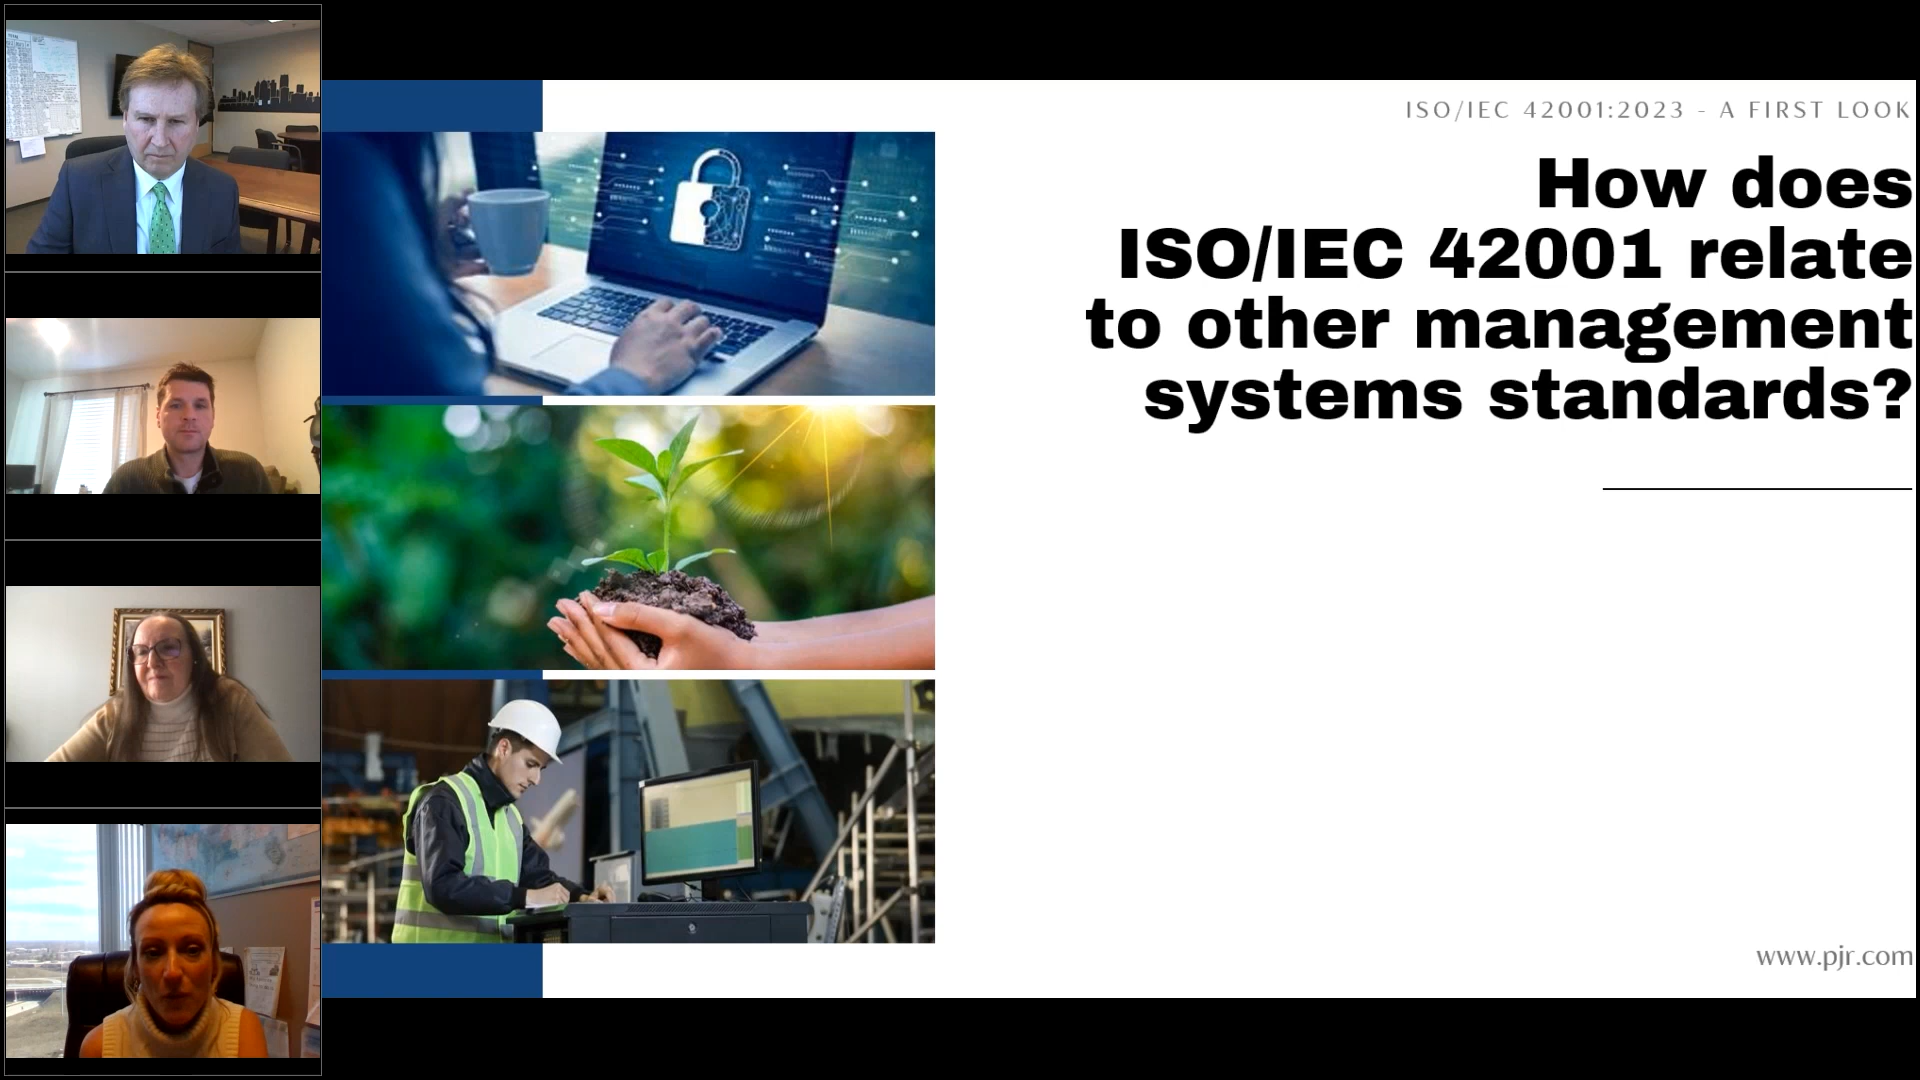 ISO/IEC 42001:2023 - A FIRST LOOK
How does
ISO/IEC 42001 relate
to other management
systems standards?
www.pjr.com